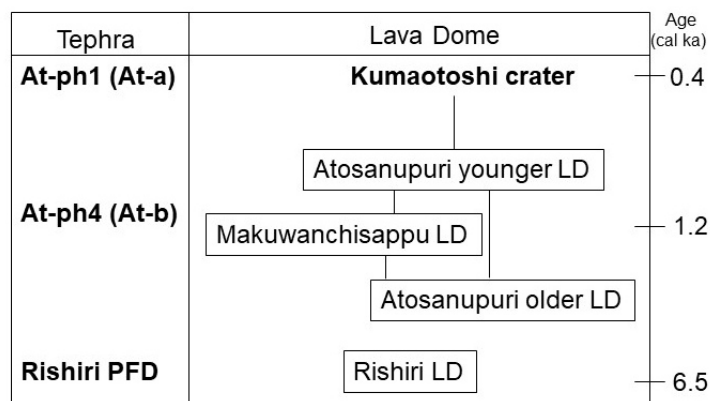 Tephra
Lava Dome
Age
(cal ka)
At-ph1 (At-a)
Kumaotoshi crater
0.4
Atosanupuri younger LD
At-ph4 (At-b)
Makuwanchisappu LD
1.2
Atosanupuri older LD
Rishiri PFD
Rishiri LD
6.5